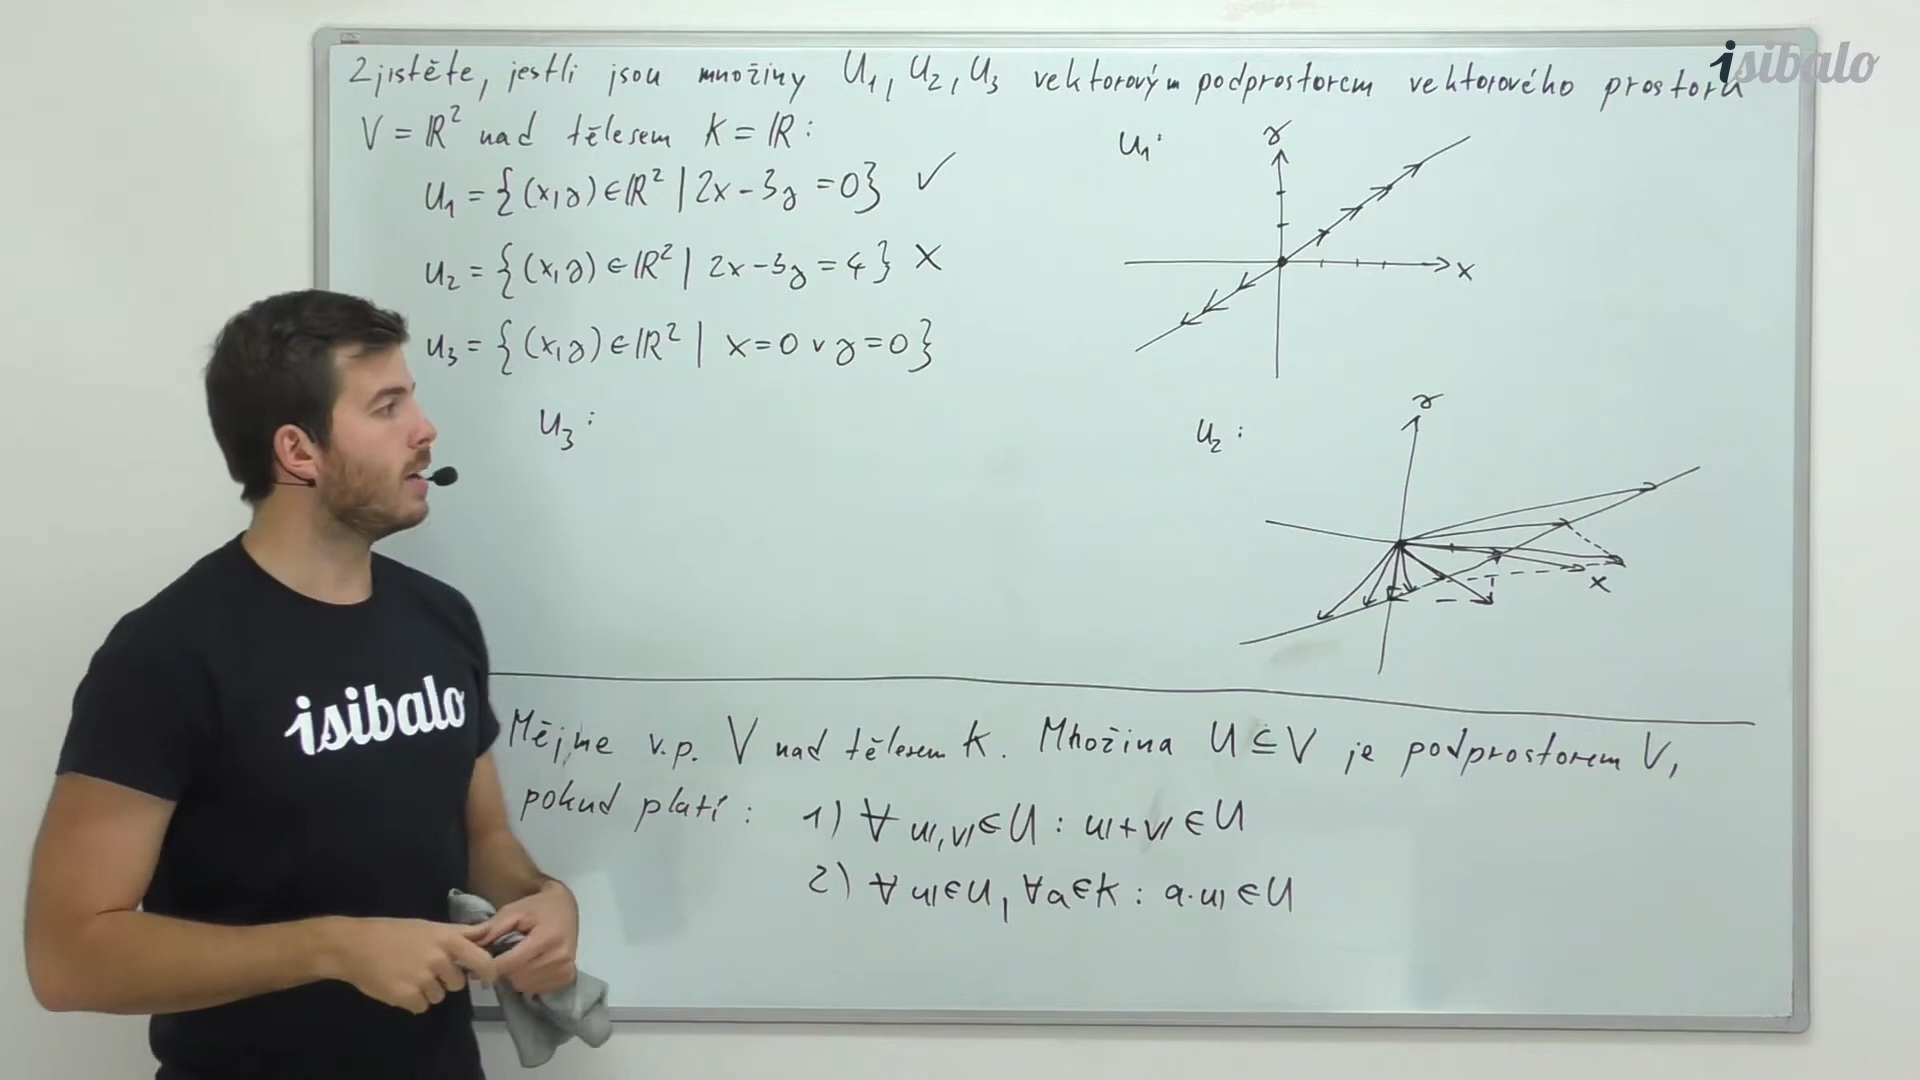 Zjistěte, jestli jsou množiny U₁, U₂, U₃ vektorovým podprostorem vektorového prostoru
V = ℝ² nad tělesem K = ℝ:
U₁ = {(x,y) ∈ ℝ² | 2x - 3y = 0} ✓
U₂ = {(x,y) ∈ ℝ² | 2x - 3y = 4} X
U₃ = {(x,y) ∈ ℝ² | x = 0 ∨ y = 0}
U₃:
U₁:
y
x
U₂:
y
x
Mějme v.p. V nad tělesem K. Množina U ⊆ V je podprostorem V,
pokud platí: 1) ∀ u, v ∈ U : u + v ∈ U
2) ∀ u ∈ U, ∀ a ∈ K : a · u ∈ U
isibalo
isibalo